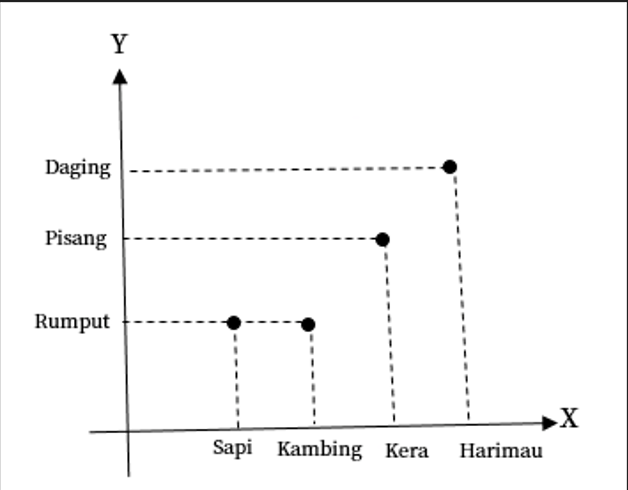 Y
Daging
Pisang
Rumput
X
Sapi Kambing Kera Harimau